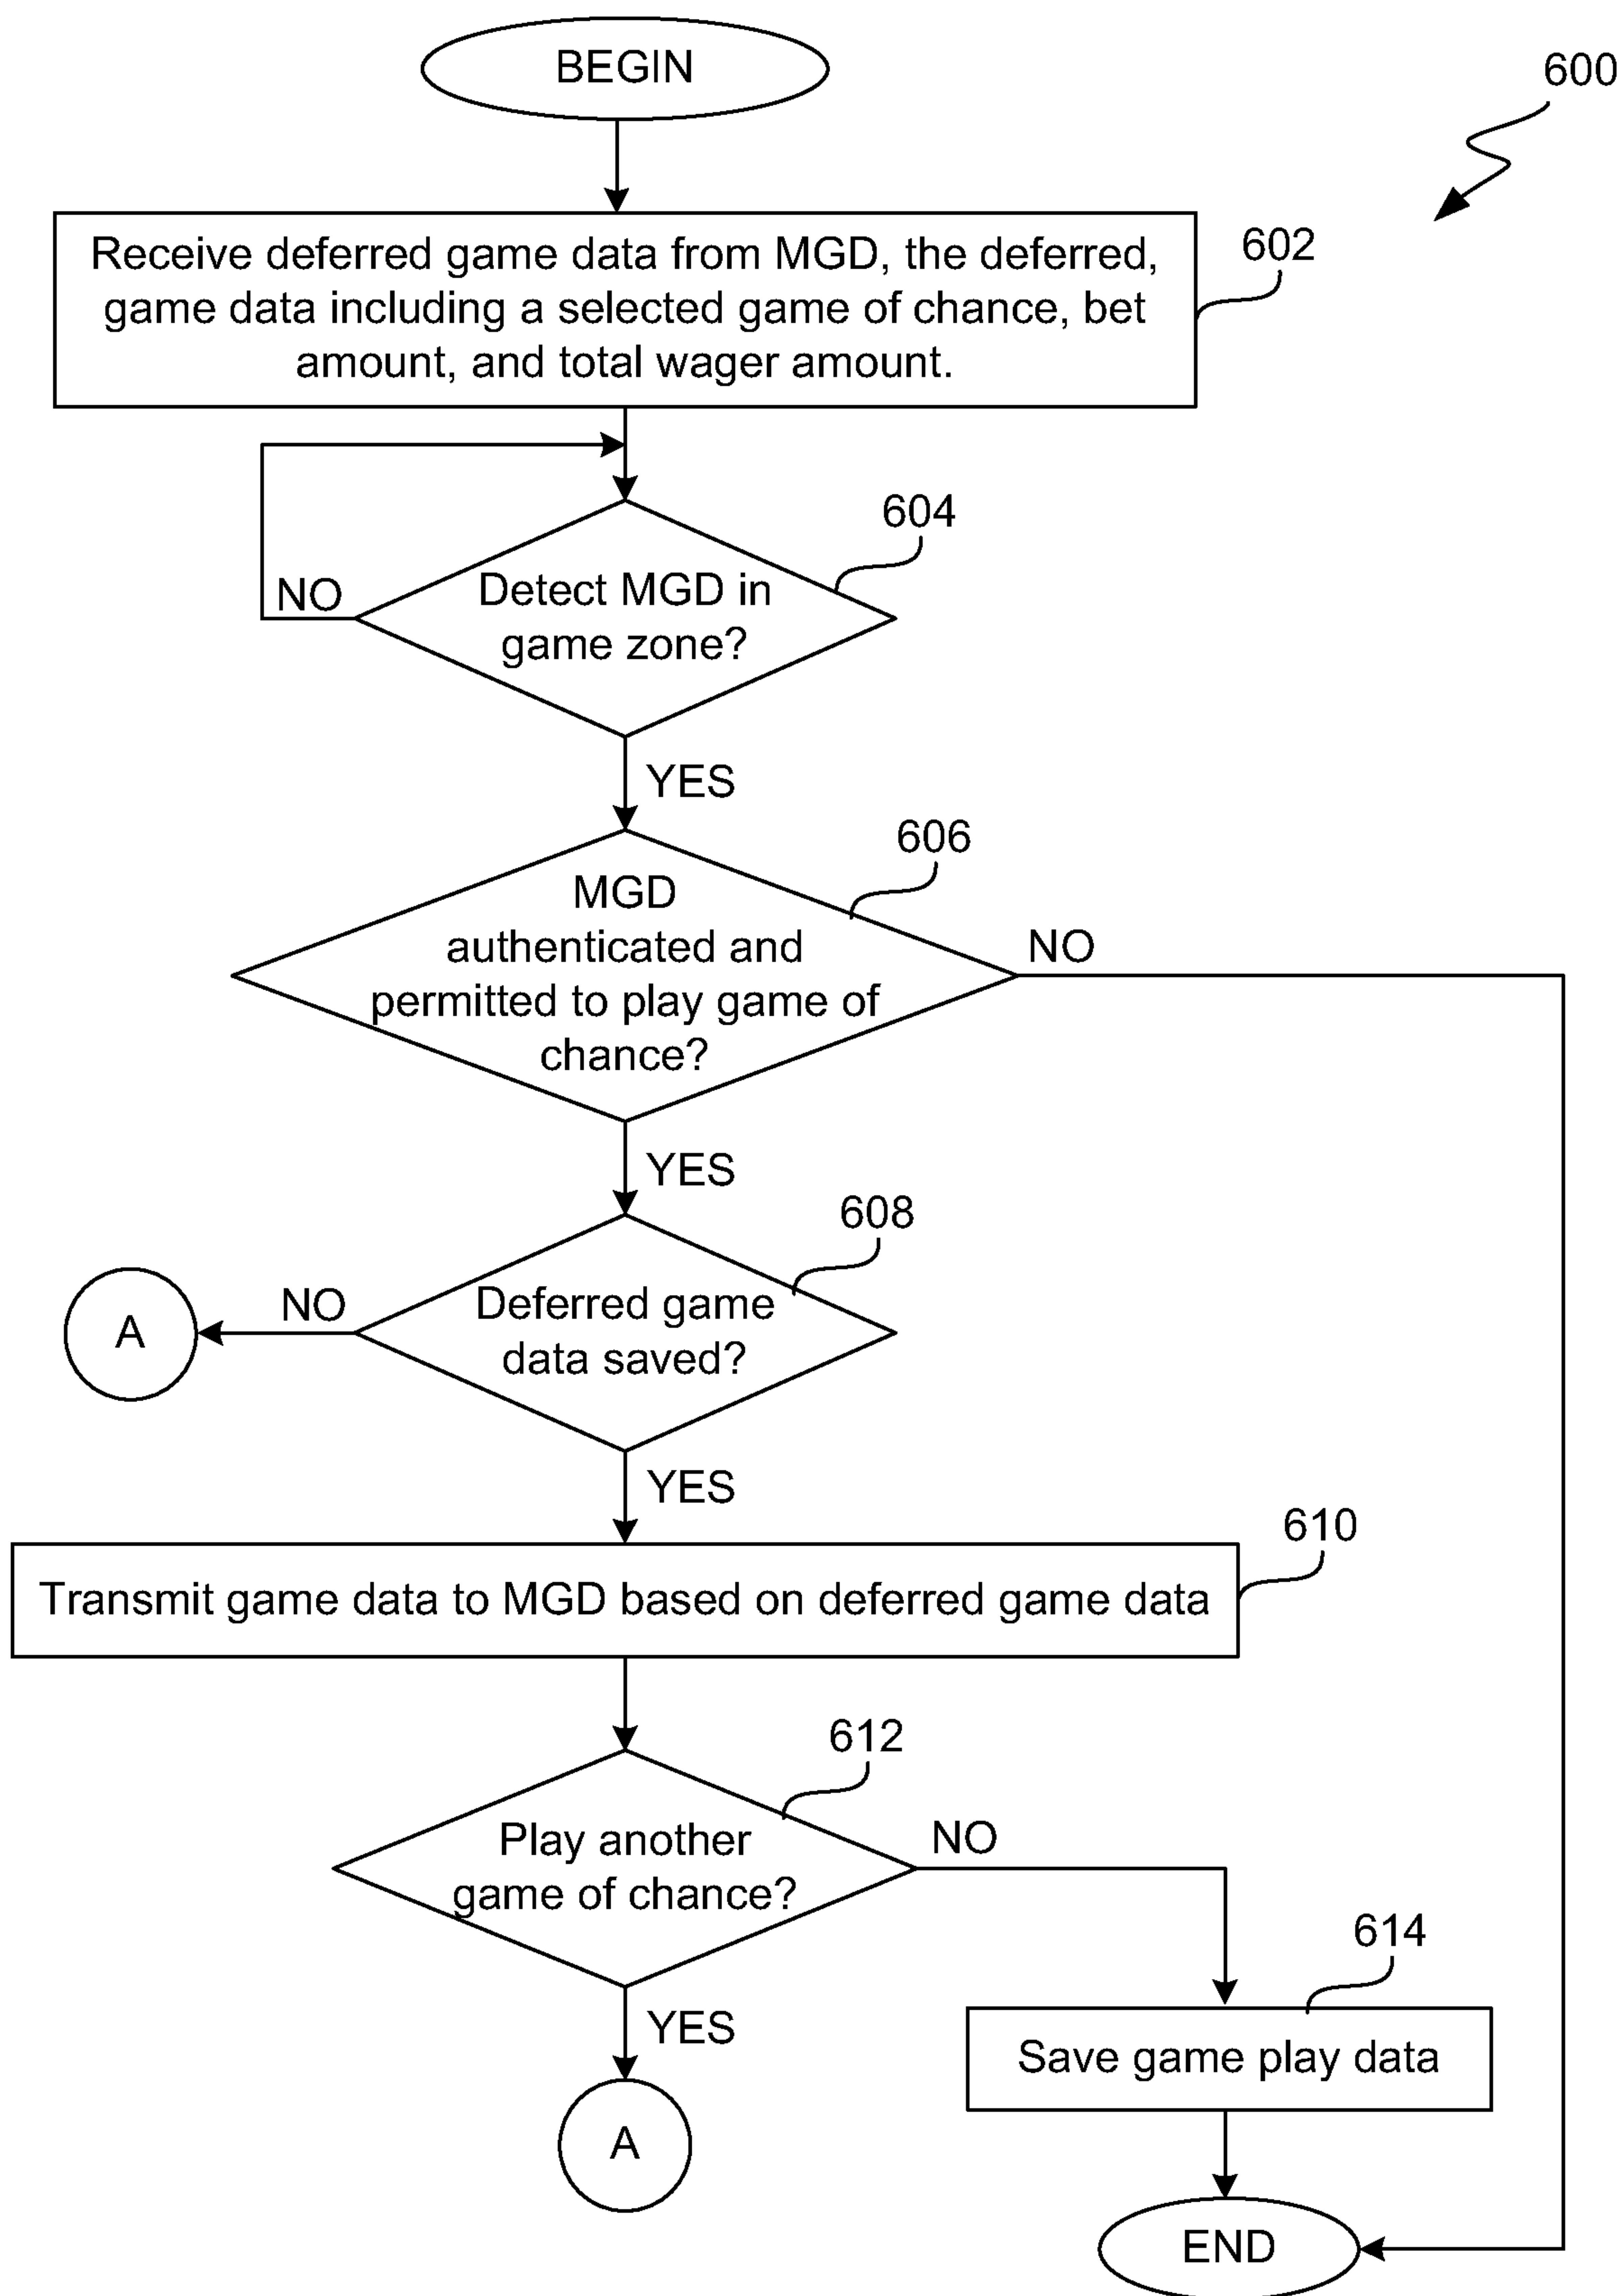 BEGIN
600
Receive deferred game data from MGD, the deferred,
game data including a selected game of chance, bet
amount, and total wager amount.
602
604
Detect MGD in
game zone?
NO
YES
606
MGD
authenticated and
permitted to play game of
chance?
NO
YES
608
Deferred game
data saved?
NO
A
YES
610
Transmit game data to MGD based on deferred game data
612
Play another
game of chance?
NO
614
YES
Save game play data
A
END